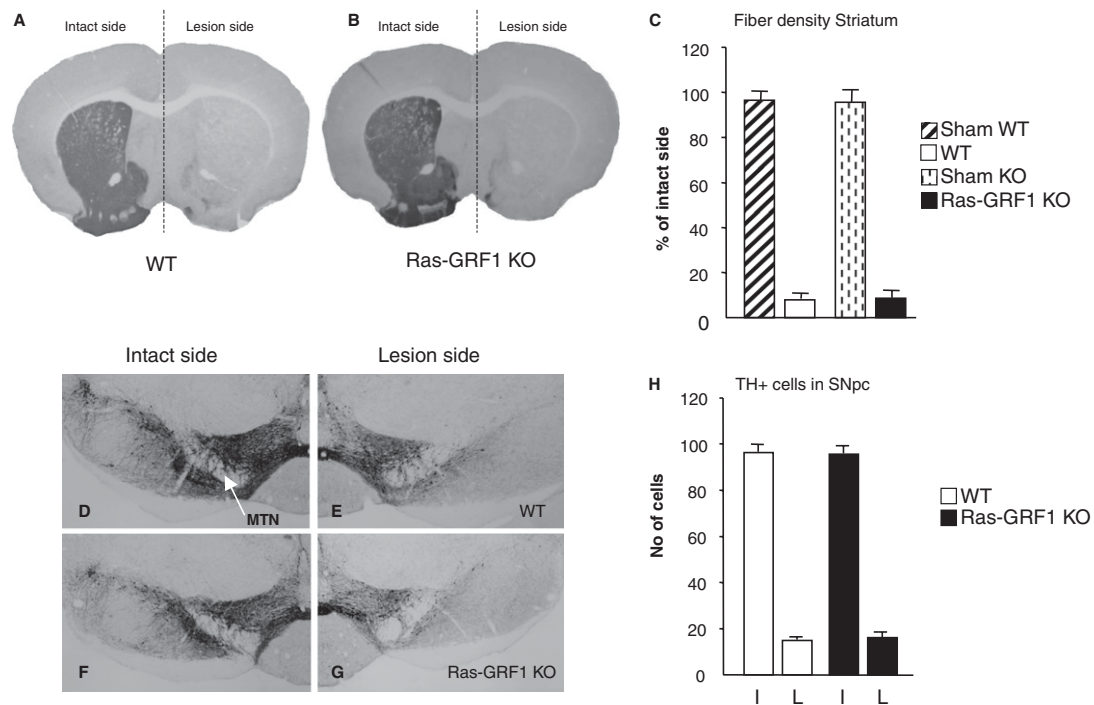 A
Intact side
Lesion side
WT
B
Intact side
Lesion side
Ras-GRF1 KO
C
Fiber density Striatum
% of intact side
120
100
80
60
40
20
0
Sham WT
WT
Sham KO
Ras-GRF1 KO
Intact side
Lesion side
D
MTN
E
WT
F
G
Ras-GRF1 KO
H
TH+ cells in SNpc
No of cells
120
100
80
60
40
20
0
I
L
I
L
WT
Ras-GRF1 KO